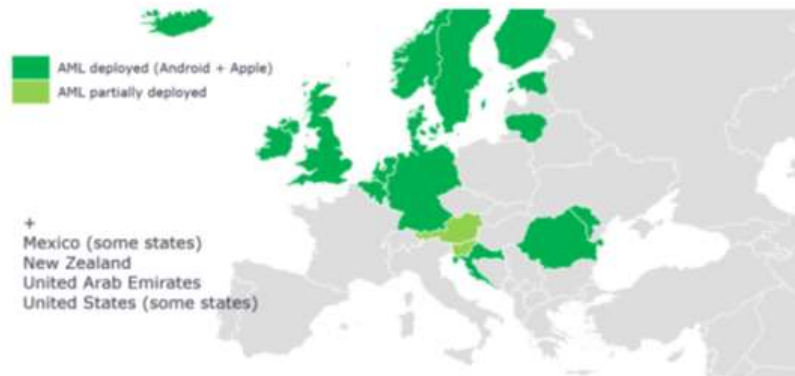 AML deployed (Android + Apple)
AML partially deployed
+
Mexico (some states)
New Zealand
United Arab Emirates
United States (some states)